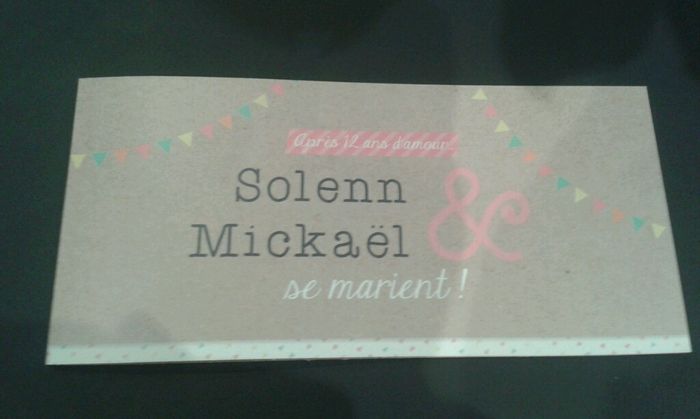 Après 12 ans d'amour...
Solenn &
Mickaël
se marient !